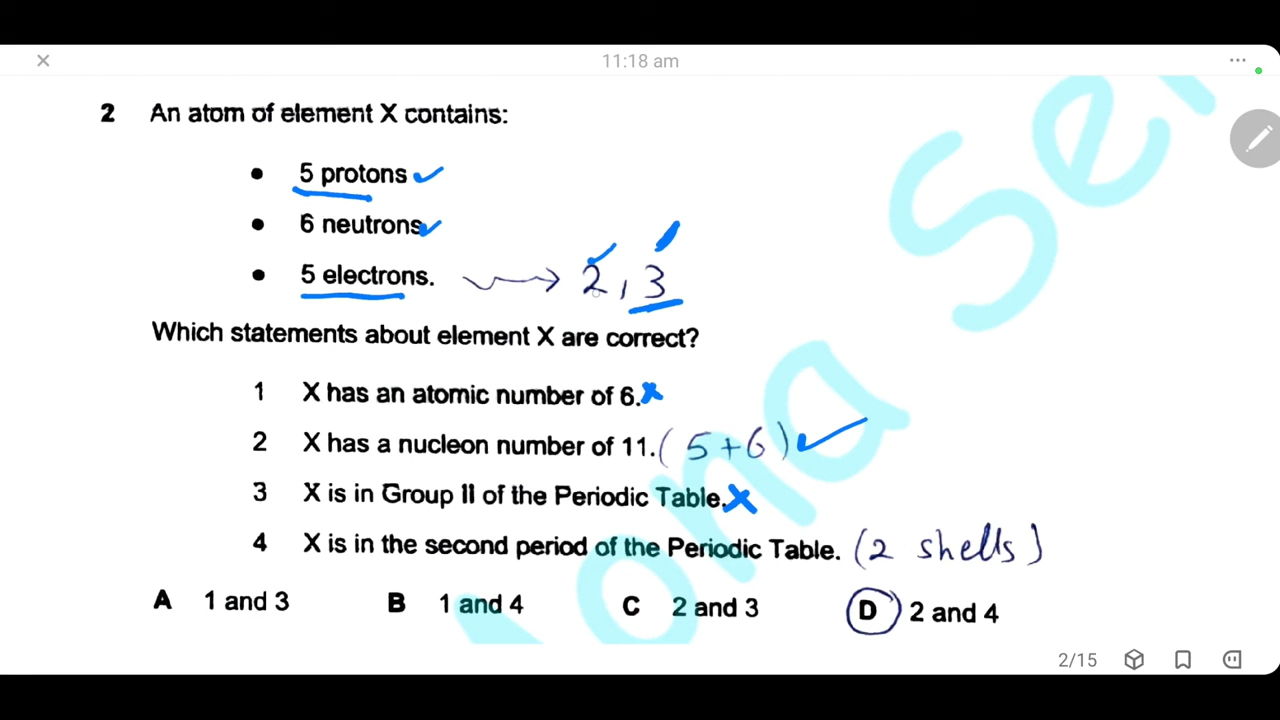 11:18 am
2 An atom of element X contains:
• 5 protons ✓
• 6 neutrons ✓
• 5 electrons. → 2, 3
Which statements about element X are correct?
1 X has an atomic number of 6. ✗
2 X has a nucleon number of 11. (5+6) ✓
3 X is in Group II of the Periodic Table. ✗
4 X is in the second period of the Periodic Table. (2 shells)
A 1 and 3 B 1 and 4 C 2 and 3 D 2 and 4
2/15